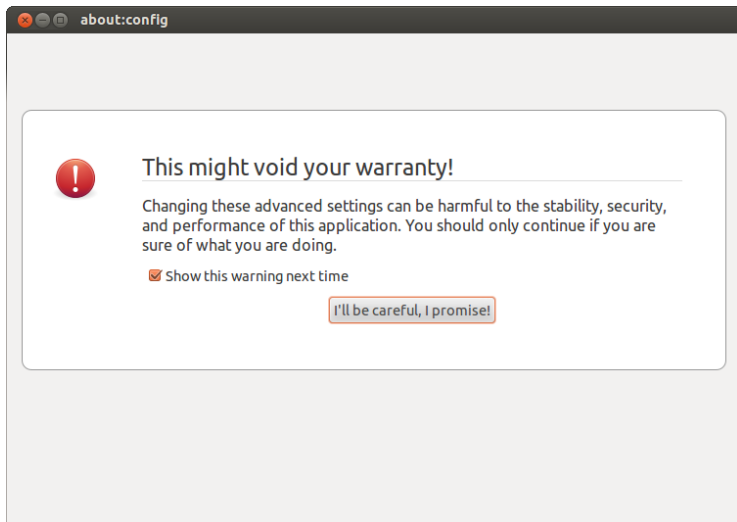 about:config
This might void your warranty!
Changing these advanced settings can be harmful to the stability, security,
and performance of this application. You should only continue if you are
sure of what you are doing.
Show this warning next time
I'll be careful, I promise!